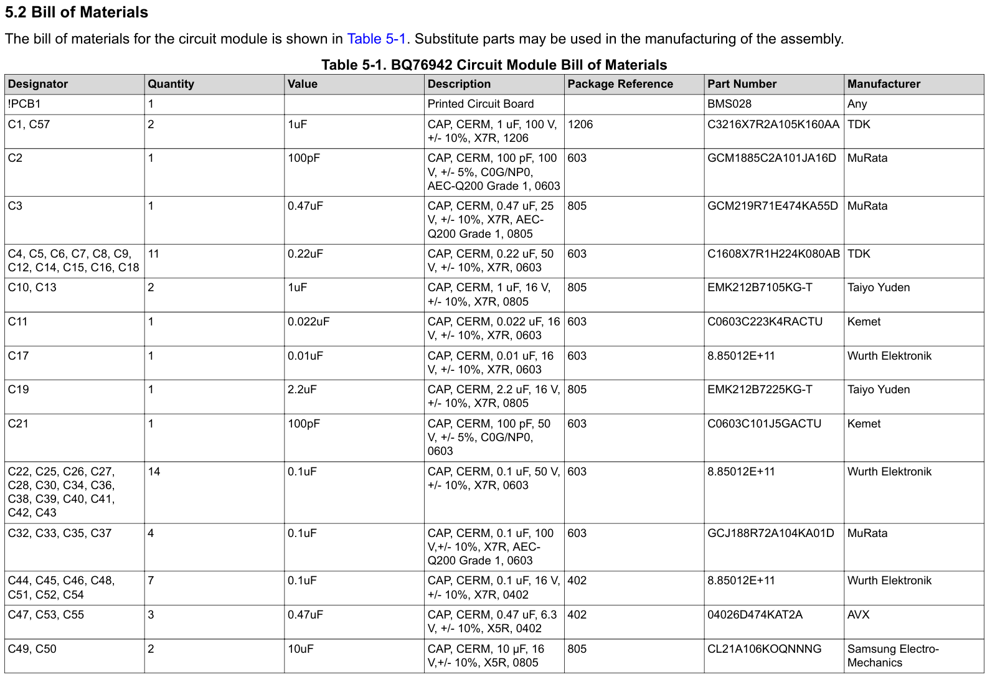 5.2 Bill of Materials
The bill of materials for the circuit module is shown in Table 5-1. Substitute parts may be used in the manufacturing of the assembly.
Table 5-1. BQ76942 Circuit Module Bill of Materials
Designator Quantity Value Description Package Reference Part Number Manufacturer
!PCB1 1 Printed Circuit Board BMS028 Any
C1, C57 2 1uF CAP, CERM, 1 uF, 100 V, 1206 C3216X7R2A105K160AA TDK
+/- 10%, X7R, 1206
C2 1 100pF CAP, CERM, 100 pF, 100 603 GCM1885C2A101JA16D MuRata
V, +/- 5%, C0G/NP0,
AEC-Q200 Grade 1, 0603
C3 1 0.47uF CAP, CERM, 0.47 uF, 25 805 GCM219R71E474KA55D MuRata
V, +/- 10%, X7R, AEC-
Q200 Grade 1, 0805
C4, C5, C6, C7, C8, C9, 11 0.22uF CAP, CERM, 0.22 uF, 50 603 C1608X7R1H224K080AB TDK
C12, C14, C15, C16, C18 V, +/- 10%, X7R, 0603
C10, C13 2 1uF CAP, CERM, 1 uF, 16 V, 805 EMK212B7105KG-T Taiyo Yuden
+/- 10%, X7R, 0805
C11 1 0.022uF CAP, CERM, 0.022 uF, 16 603 C0603C223K4RACTU Kemet
V, +/- 10%, X7R, 0603
C17 1 0.01uF CAP, CERM, 0.01 uF, 16 603 8.85012E+11 Wurth Elektronik
V, +/- 10%, X7R, 0603
C19 1 2.2uF CAP, CERM, 2.2 uF, 16 V, 805 EMK212B7225KG-T Taiyo Yuden
+/- 10%, X7R, 0805
C21 1 100pF CAP, CERM, 100 pF, 50 603 C0603C101J5GACTU Kemet
V, +/- 5%, C0G/NP0,
0603
C22, C25, C26, C27, 14 0.1uF CAP, CERM, 0.1 uF, 50 V, 603 8.85012E+11 Wurth Elektronik
C28, C30, C34, C36, +/- 10%, X7R, 0603
C38, C39, C40, C41,
C42, C43
C32, C33, C35, C37 4 0.1uF CAP, CERM, 0.1 uF, 100 603 GCJ188R72A104KA01D MuRata
V,+/- 10%, X7R, AEC-
Q200 Grade 1, 0603
C44, C45, C46, C48, 7 0.1uF CAP, CERM, 0.1 uF, 16 V, 402 8.85012E+11 Wurth Elektronik
C51, C52, C54 +/- 10%, X7R, 0402
C47, C53, C55 3 0.47uF CAP, CERM, 0.47 uF, 6.3 402 04026D474KAT2A AVX
V, +/- 10%, X5R, 0402
C49, C50 2 10uF CAP, CERM, 10 µF, 16 805 CL21A106KOQNNNG Samsung Electro-
V,+/- 10%, X5R, 0805 Mechanics